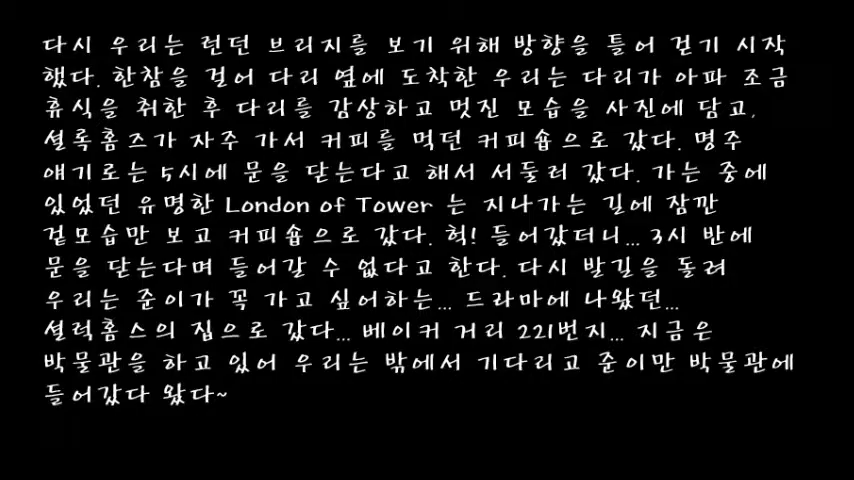 다시 우리는 런던 브리지를 보기 위해 방향을 틀어 걷기 시작
했다. 한참을 걸어 다리 옆에 도착한 우리는 다리가 아파 조금
휴식을 취한 후 다리를 감상하고 멋진 모습을 사진에 담고,
셜록홈즈가 자주 가서 커피를 먹던 커피숍으로 갔다. 명주
얘기로는 5시에 문을 닫는다고 해서 서둘러 갔다. 가는 중에
있었던 유명한 London of Tower 는 지나가는 길에 잠깐
겉모습만 보고 커피숍으로 갔다. 헉! 들어갔더니... 3시 반에
문을 닫는다며 들어갈 수 없다고 한다. 다시 발길을 돌려
우리는 준이가 꼭 가고 싶어하는... 드라마에 나왔던...
셜럭홈스의 집으로 갔다... 베이커 거리 221번지... 지금은
박물관을 하고 있어 우리는 밖에서 기다리고 준이만 박물관에
들어갔다 왔다~